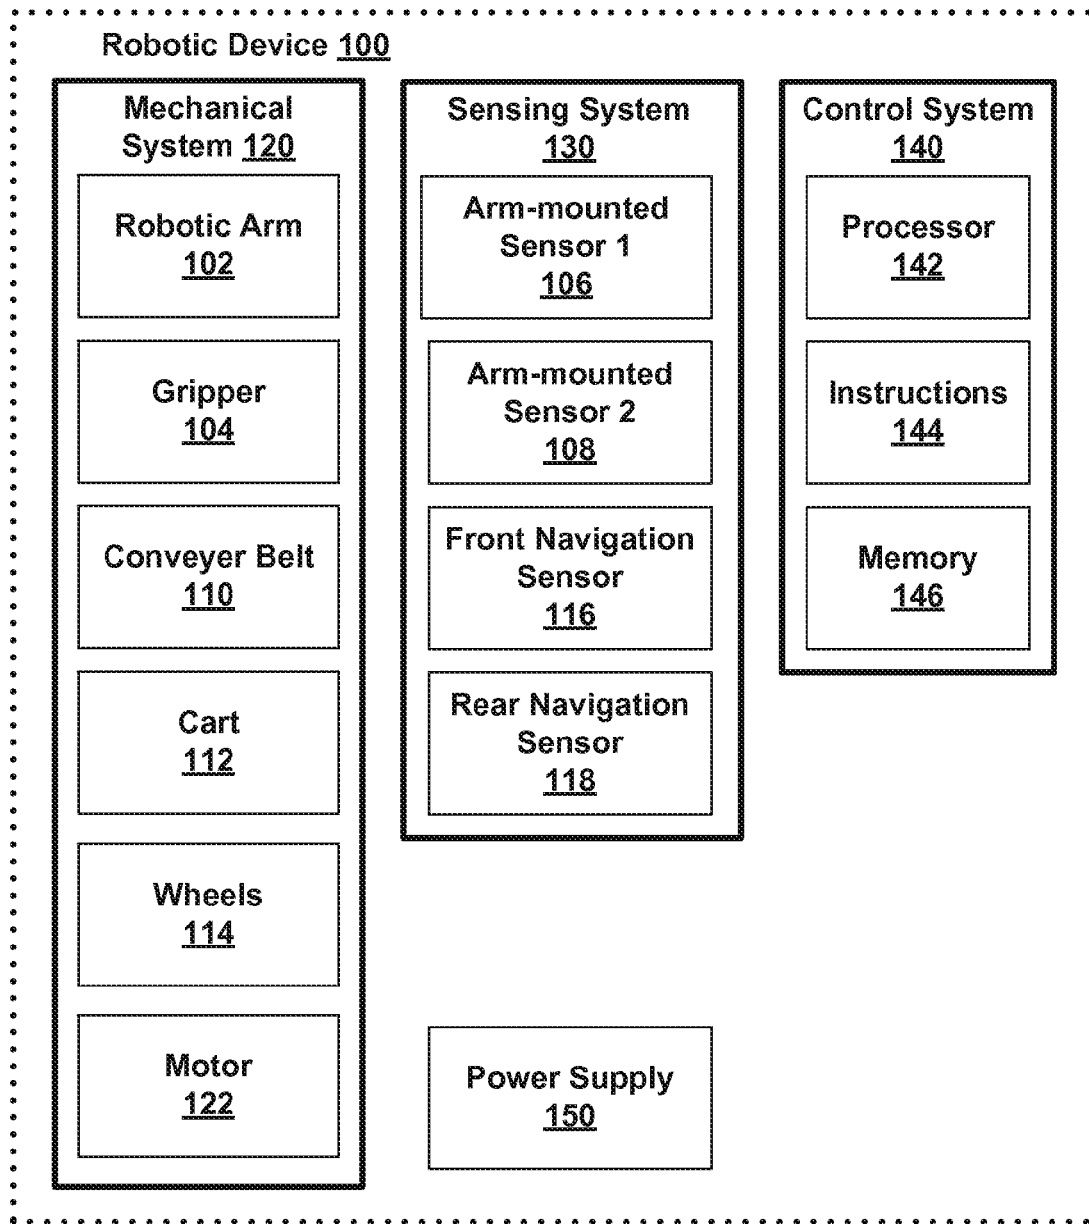 Robotic Device 100
Mechanical
System 120
Robotic Arm
102
Gripper
104
Conveyer Belt
110
Cart
112
Wheels
114
Motor
122
Sensing System
130
Arm-mounted
Sensor 1
106
Arm-mounted
Sensor 2
108
Front Navigation
Sensor
116
Rear Navigation
Sensor
118
Power Supply
150
Control System
140
Processor
142
Instructions
144
Memory
146